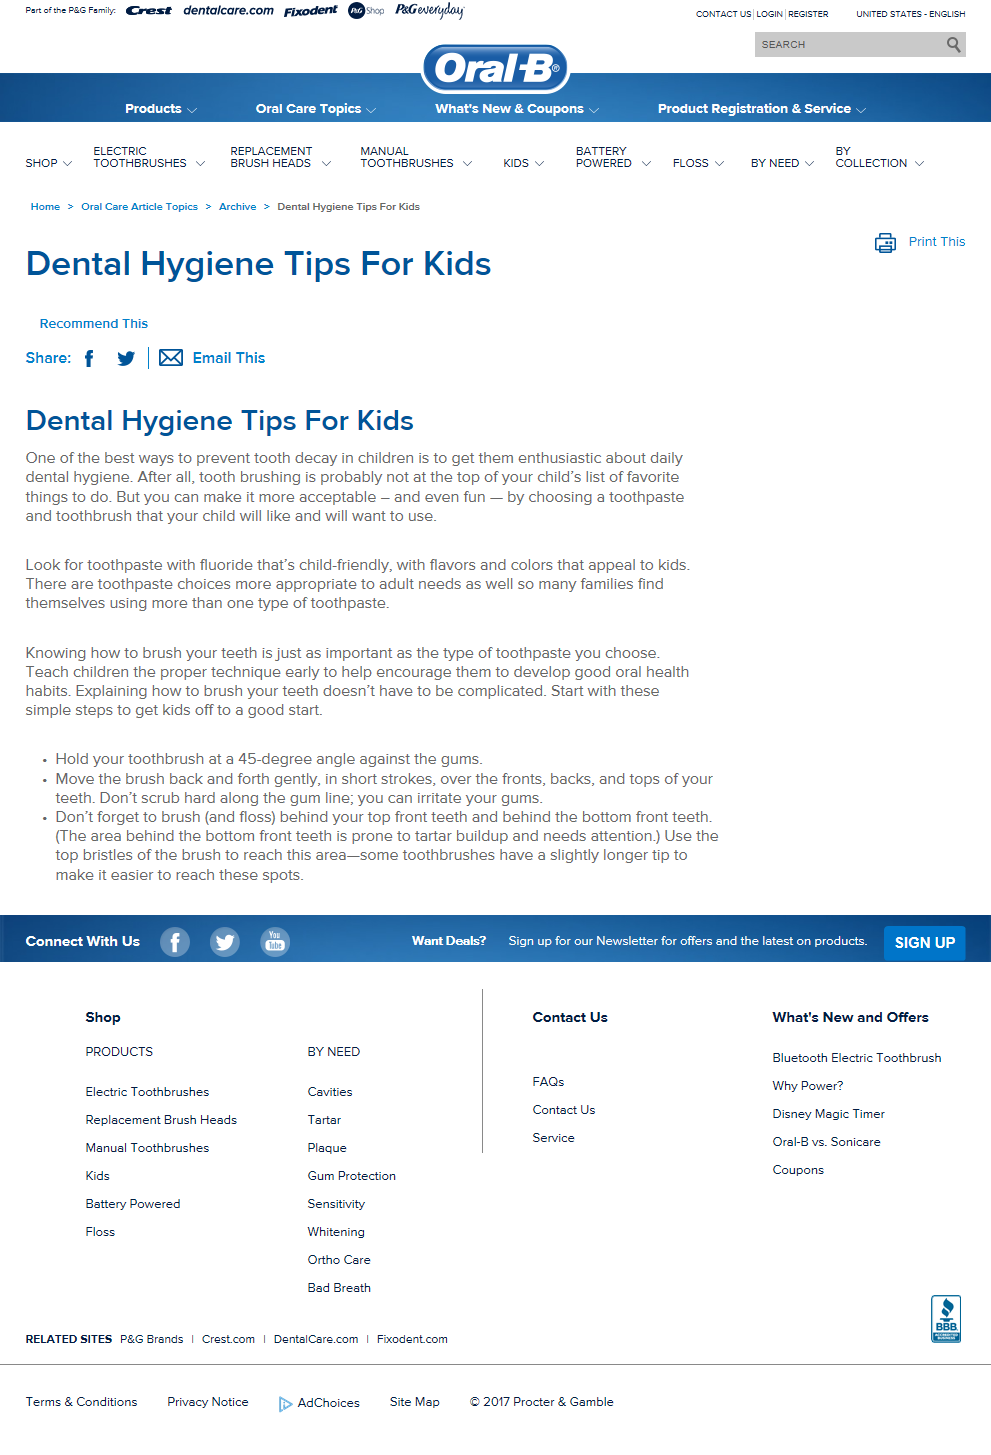 Part of the P&G Family: Crest dentalcare.com Fixodent P&G Shop P&G everyday
CONTACT US LOGIN REGISTER UNITED STATES - ENGLISH
SEARCH
Oral-B®
Products Oral Care Topics What's New & Coupons Product Registration & Service
SHOP ELECTRIC TOOTHBRUSHES REPLACEMENT BRUSH HEADS MANUAL TOOTHBRUSHES KIDS BATTERY POWERED FLOSS BY NEED BY COLLECTION
Home > Oral Care Article Topics > Archive > Dental Hygiene Tips For Kids
Print This
Dental Hygiene Tips For Kids
Recommend This
Share: Email This
Dental Hygiene Tips For Kids
One of the best ways to prevent tooth decay in children is to get them enthusiastic about daily
dental hygiene. After all, tooth brushing is probably not at the top of your child’s list of favorite
things to do. But you can make it more acceptable – and even fun — by choosing a toothpaste
and toothbrush that your child will like and will want to use.
Look for toothpaste with fluoride that’s child-friendly, with flavors and colors that appeal to kids.
There are toothpaste choices more appropriate to adult needs as well so many families find
themselves using more than one type of toothpaste.
Knowing how to brush your teeth is just as important as the type of toothpaste you choose.
Teach children the proper technique early to help encourage them to develop good oral health
habits. Explaining how to brush your teeth doesn’t have to be complicated. Start with these
simple steps to get kids off to a good start.
• Hold your toothbrush at a 45-degree angle against the gums.
• Move the brush back and forth gently, in short strokes, over the fronts, backs, and tops of your
teeth. Don’t scrub hard along the gum line; you can irritate your gums.
• Don’t forget to brush (and floss) behind your top front teeth and behind the bottom front teeth.
(The area behind the bottom front teeth is prone to tartar buildup and needs attention.) Use the
top bristles of the brush to reach this area—some toothbrushes have a slightly longer tip to
make it easier to reach these spots.
Connect With Us You Tube Want Deals? Sign up for our Newsletter for offers and the latest on products. SIGN UP
Shop
PRODUCTS
Electric Toothbrushes
Replacement Brush Heads
Manual Toothbrushes
Kids
Battery Powered
Floss
BY NEED
Cavities
Tartar
Plaque
Gum Protection
Sensitivity
Whitening
Ortho Care
Bad Breath
Contact Us
FAQs
Contact Us
Service
What's New and Offers
Bluetooth Electric Toothbrush
Why Power?
Disney Magic Timer
Oral-B vs. Sonicare
Coupons
BBB
ACCREDITED
BUSINESS
RELATED SITES P&G Brands | Crest.com | DentalCare.com | Fixodent.com
Terms & Conditions Privacy Notice AdChoices Site Map © 2017 Procter & Gamble